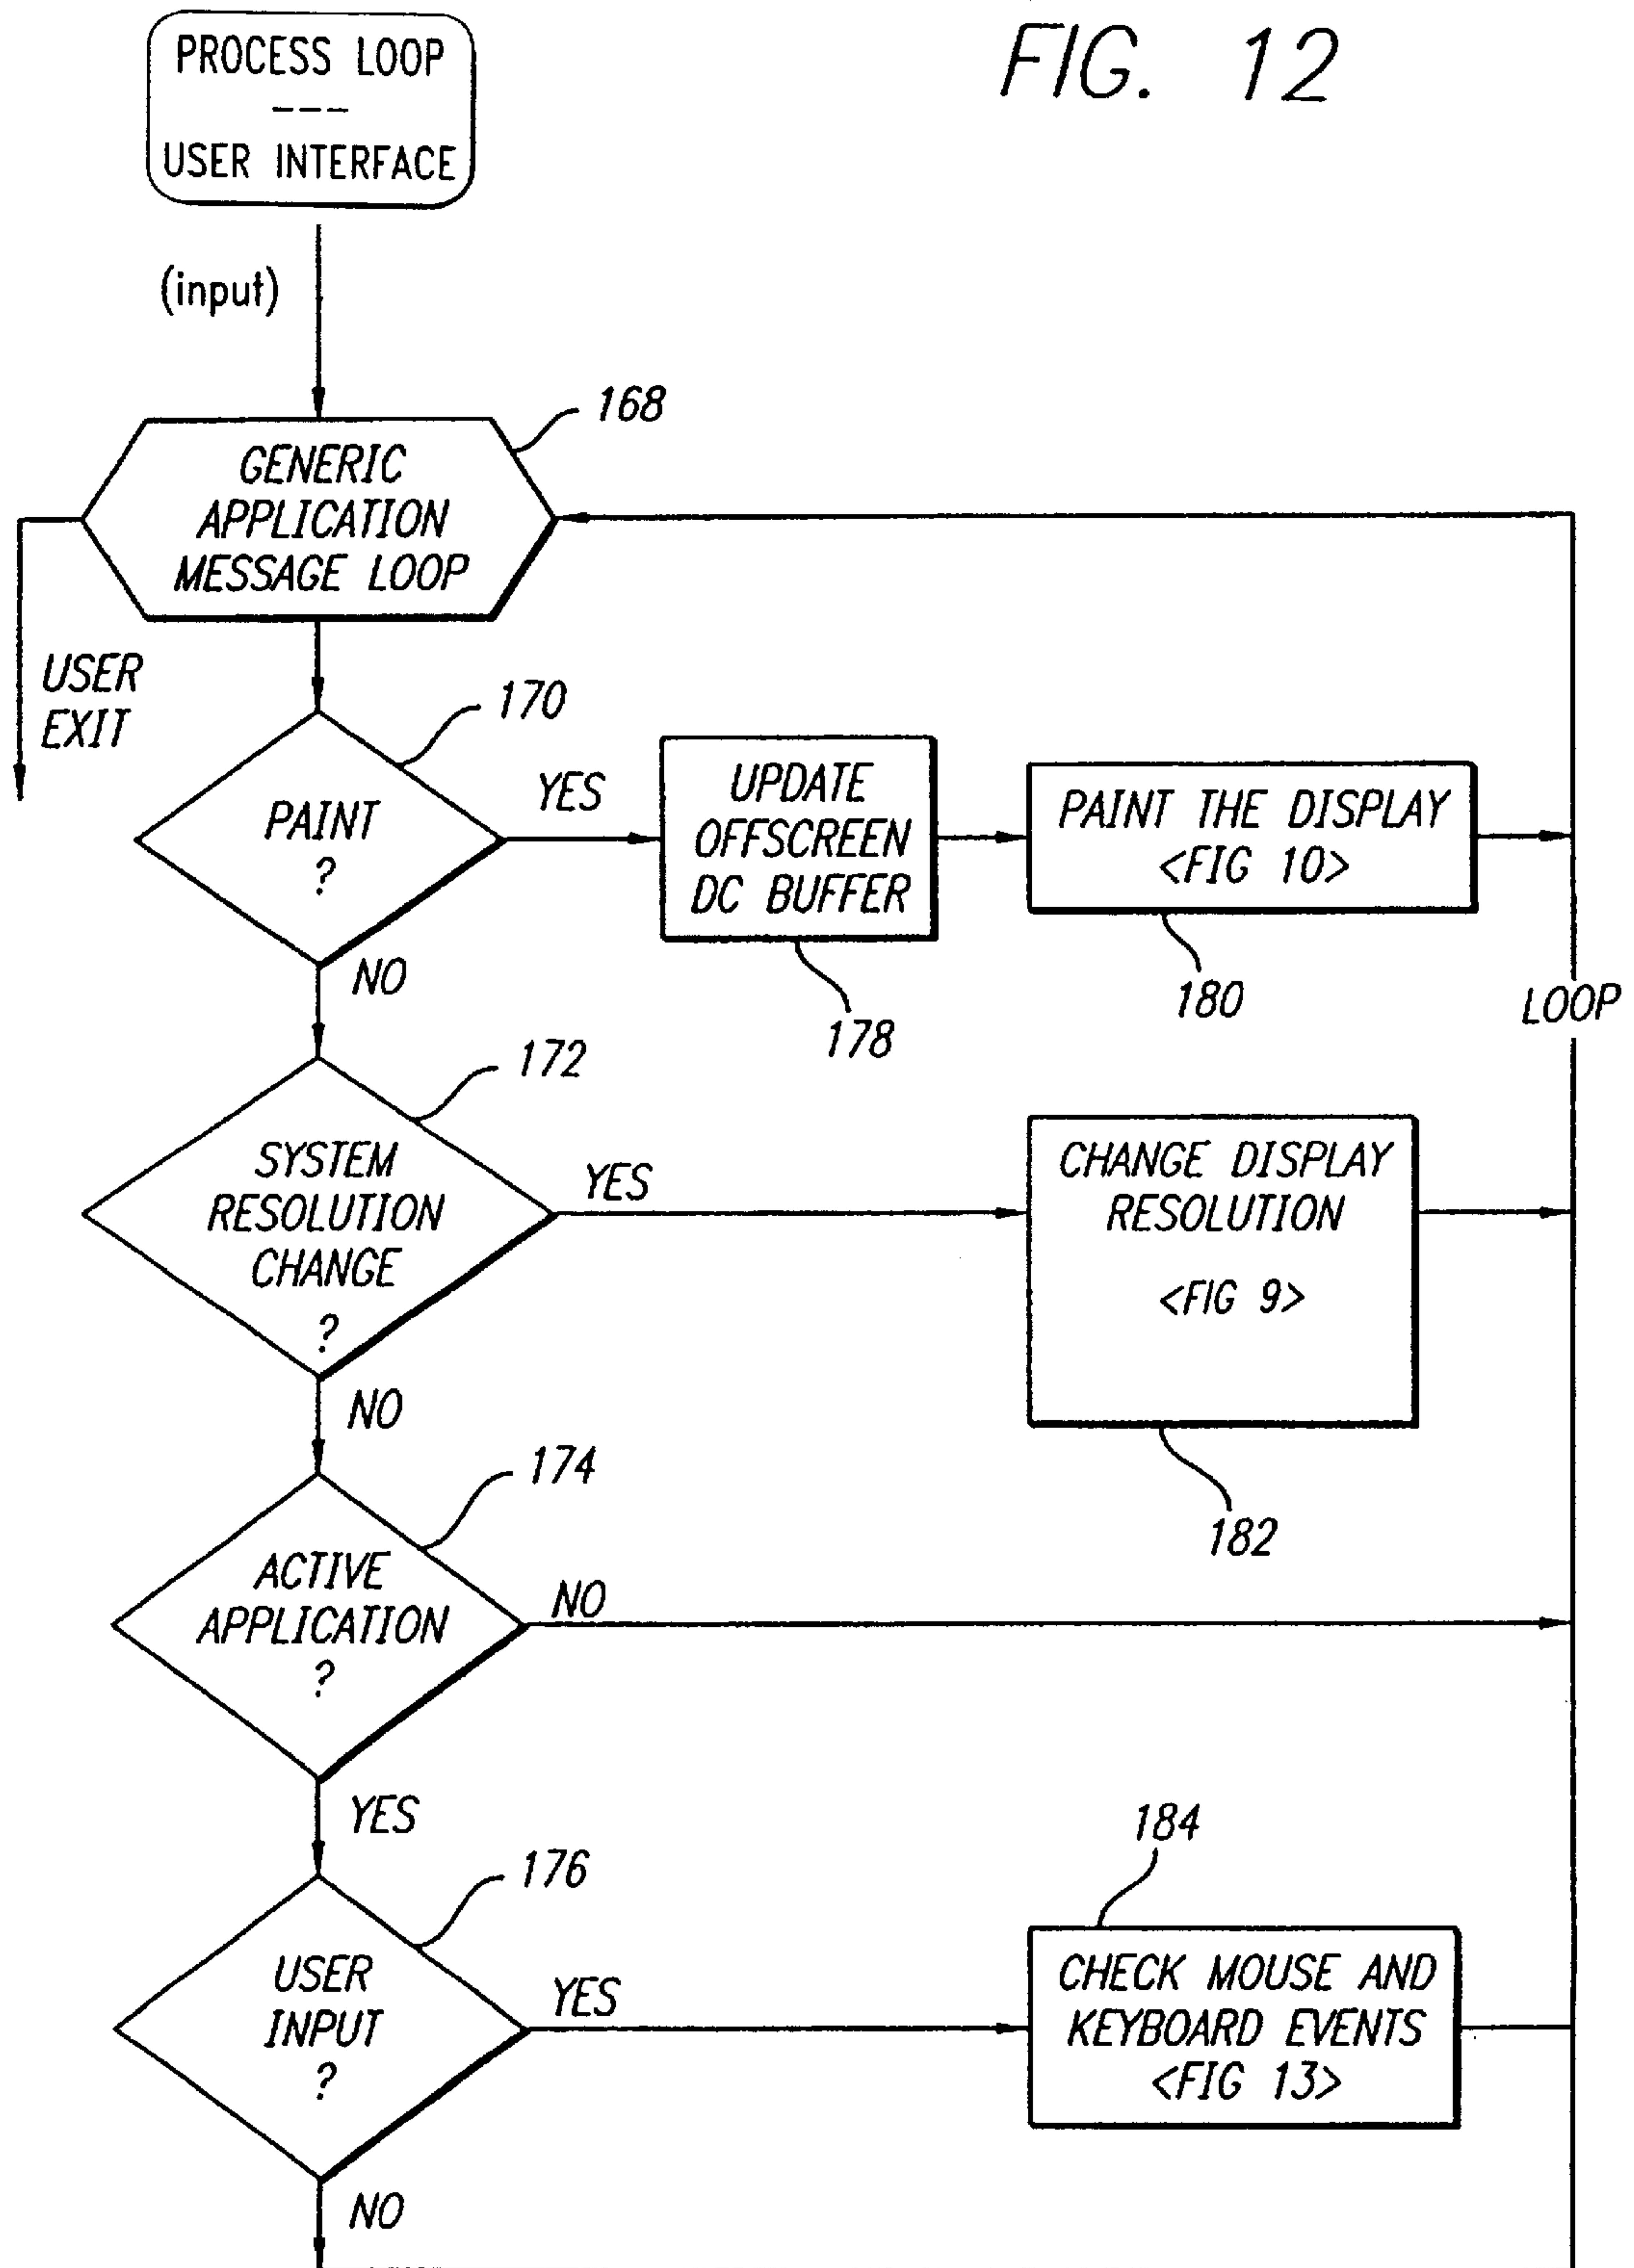 FIG. 12
PROCESS LOOP
---
USER INTERFACE
(input)
168
GENERIC
APPLICATION
MESSAGE LOOP
USER
EXIT
170
PAINT
?
YES
UPDATE
OFFSCREEN
DC BUFFER
178
PAINT THE DISPLAY
<FIG 10>
180
LOOP
NO
172
SYSTEM
RESOLUTION
CHANGE
?
YES
CHANGE DISPLAY
RESOLUTION
<FIG 9>
182
NO
174
ACTIVE
APPLICATION
?
NO
YES
176
USER
INPUT
?
YES
184
CHECK MOUSE AND
KEYBOARD EVENTS
<FIG 13>
NO